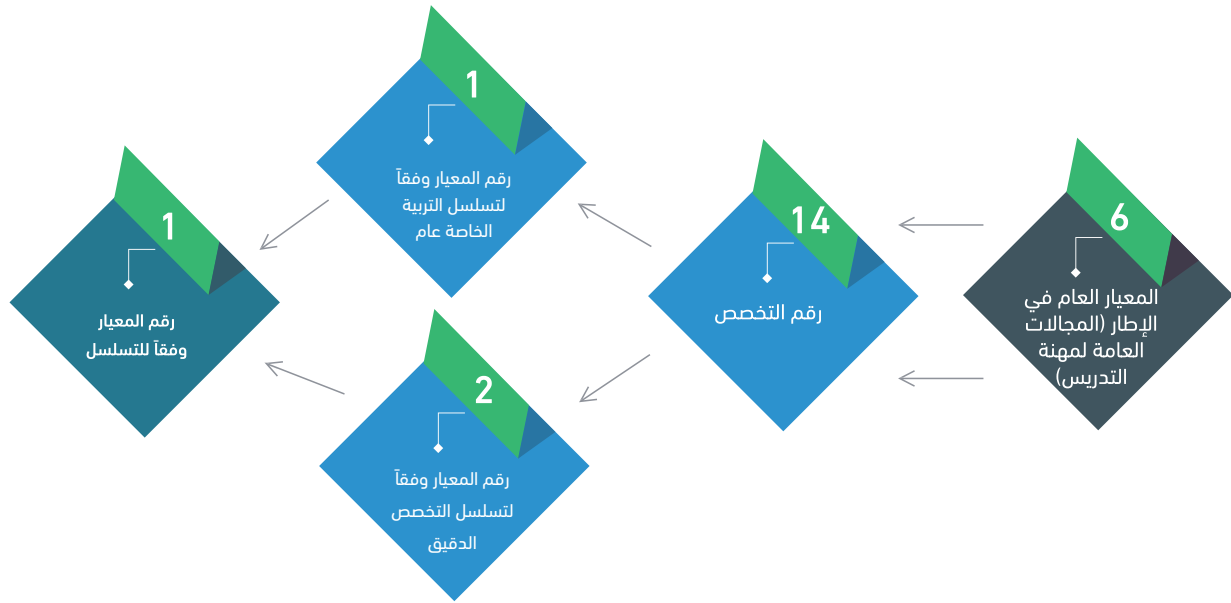 6
المعيار العام في
الإطار (المجالات
العامة لمهنة
التدريس)
14
رقم التخصص
1
رقم المعيار وفقاً
لتسلسل التربية
الخاصة عام
2
رقم المعيار وفقاً
لتسلسل التخصص
الدقيق
1
رقم المعيار
وفقاً للتسلسل